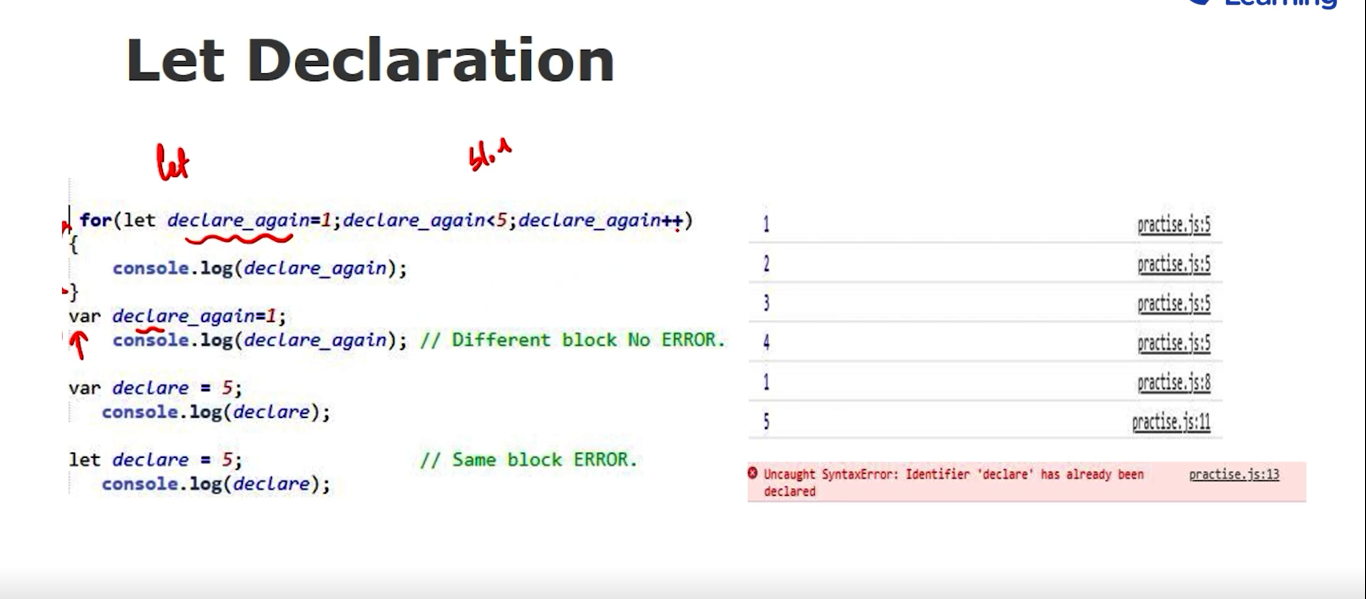 Learning
Let Declaration
let
for(let declare_again=1;declare_again<5;declare_again++)
{
console.log(declare_again);
}
var declare_again=1;
console.log(declare_again); // Different block No ERROR.
var declare = 5;
console.log(declare);
let declare = 5; // Same block ERROR.
console.log(declare);
1 practise.js:5
2 practise.js:5
3 practise.js:5
4 practise.js:5
1 practise.js:8
5 practise.js:11
Uncaught SyntaxError: Identifier 'declare' has already been practise.js:13
declared